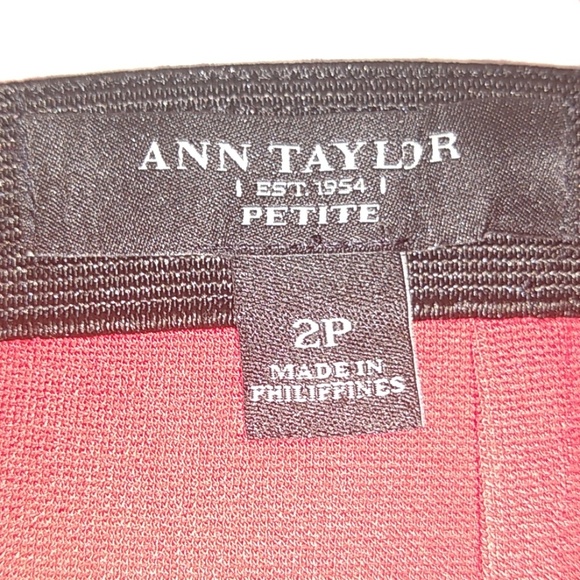 ANN TAYLOR
EST. 1954
PETITE
2P
MADE IN
PHILIPPINES